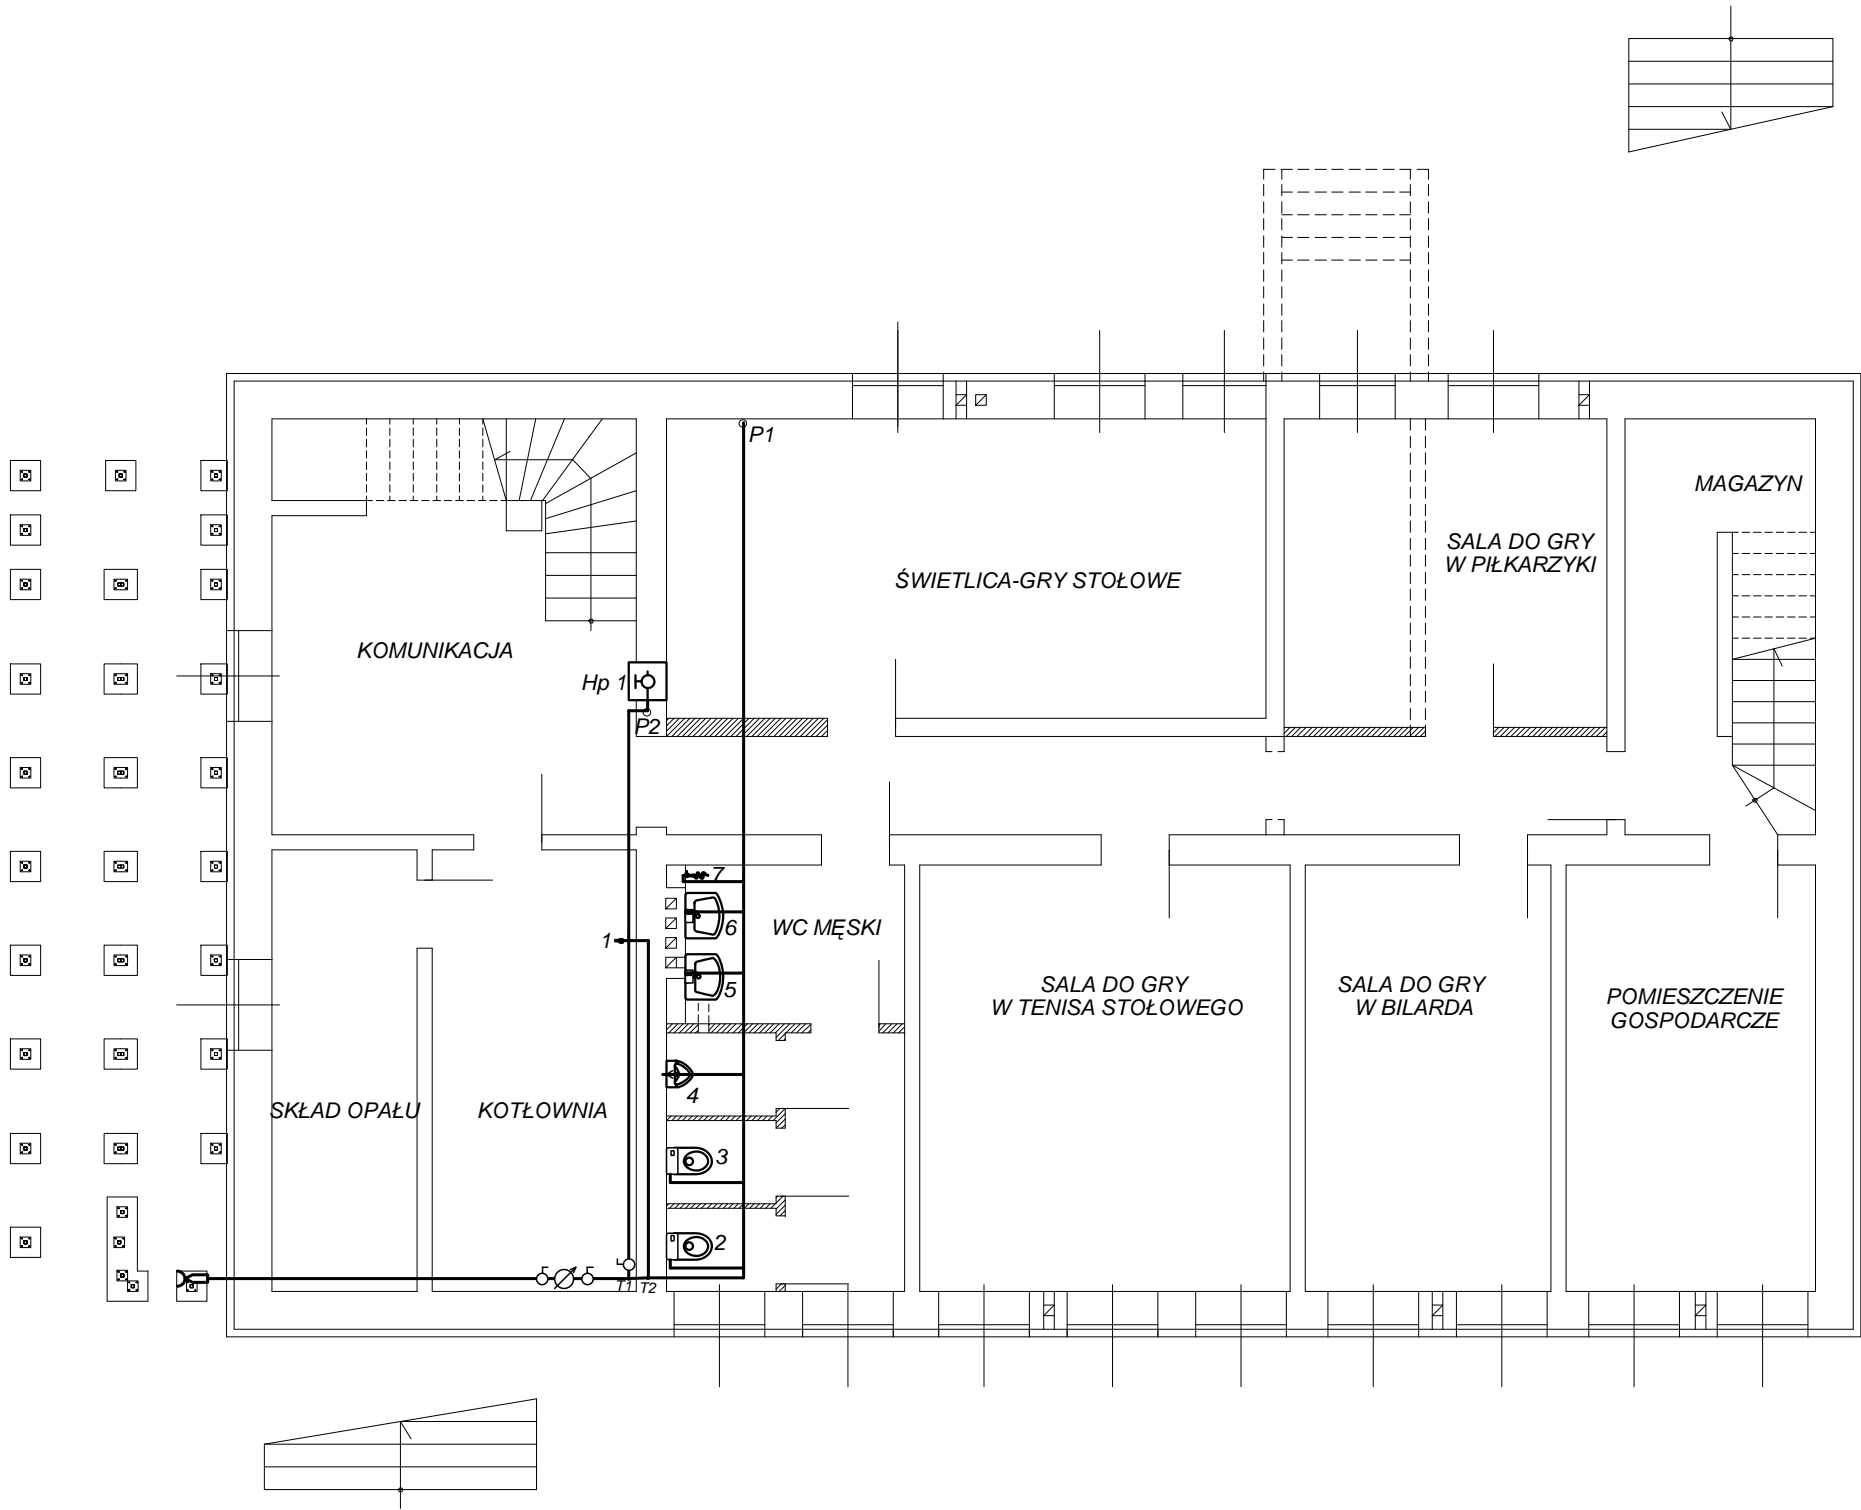 P1
MAGAZYN
SALA DO GRY
W PIŁKARZYKI
ŚWIETLICA-GRY STOŁOWE
KOMUNIKACJA
Hp 1
P2
7
6
WC MĘSKI
1
5
SALA DO GRY
W TENISA STOŁOWEGO
SALA DO GRY
W BILARDA
POMIESZCZENIE
GOSPODARCZE
4
SKŁAD OPAŁU
KOTŁOWNIA
3
2
T1
T2